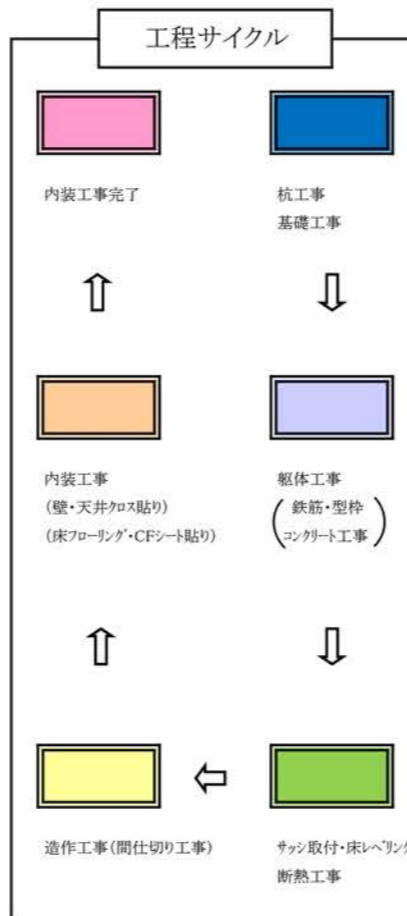 工程サイクル
内装工事完了
杭工事
基礎工事
内装工事
(壁・天井クロス貼り)
(床フローリング・CFシート貼り)
躯体工事
(鉄筋・型枠
コンクリート工事)
造作工事(間仕切り工事)
サッシ取付・床レベリング
断熱工事